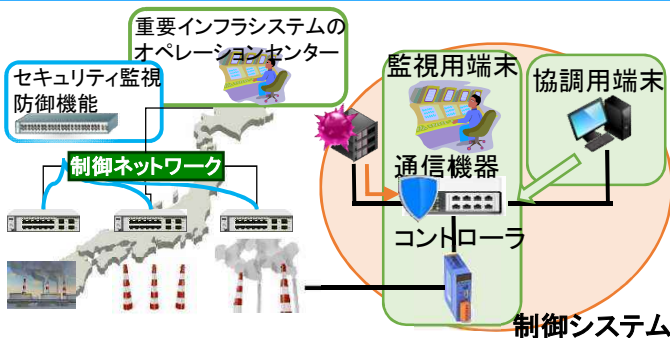 重要インフラシステムの
オペレーションセンター
セキュリティ監視
防御機能
制御ネットワーク
監視用端末
協調用端末
通信機器
コントローラ
制御システム